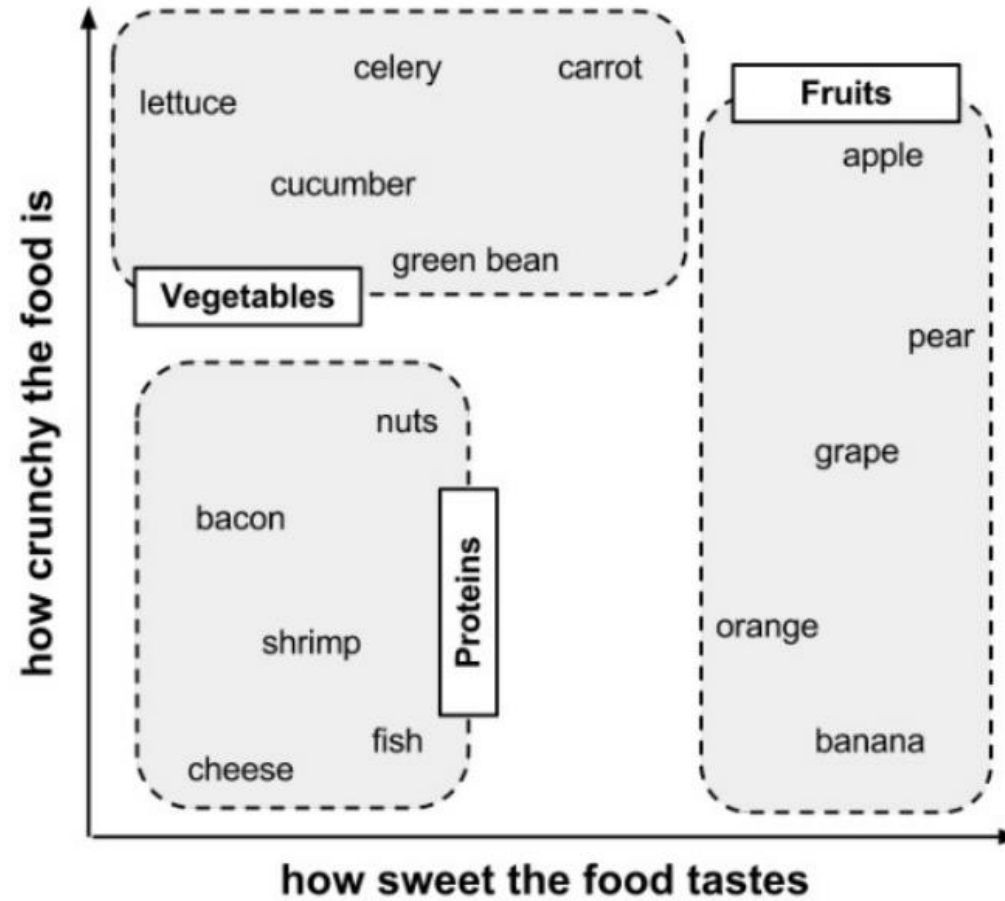 celery
carrot
lettuce
cucumber
green bean
Vegetables
Fruits
apple
pear
grape
orange
banana
nuts
bacon
shrimp
fish
cheese
Proteins
how crunchy the food is
how sweet the food tastes